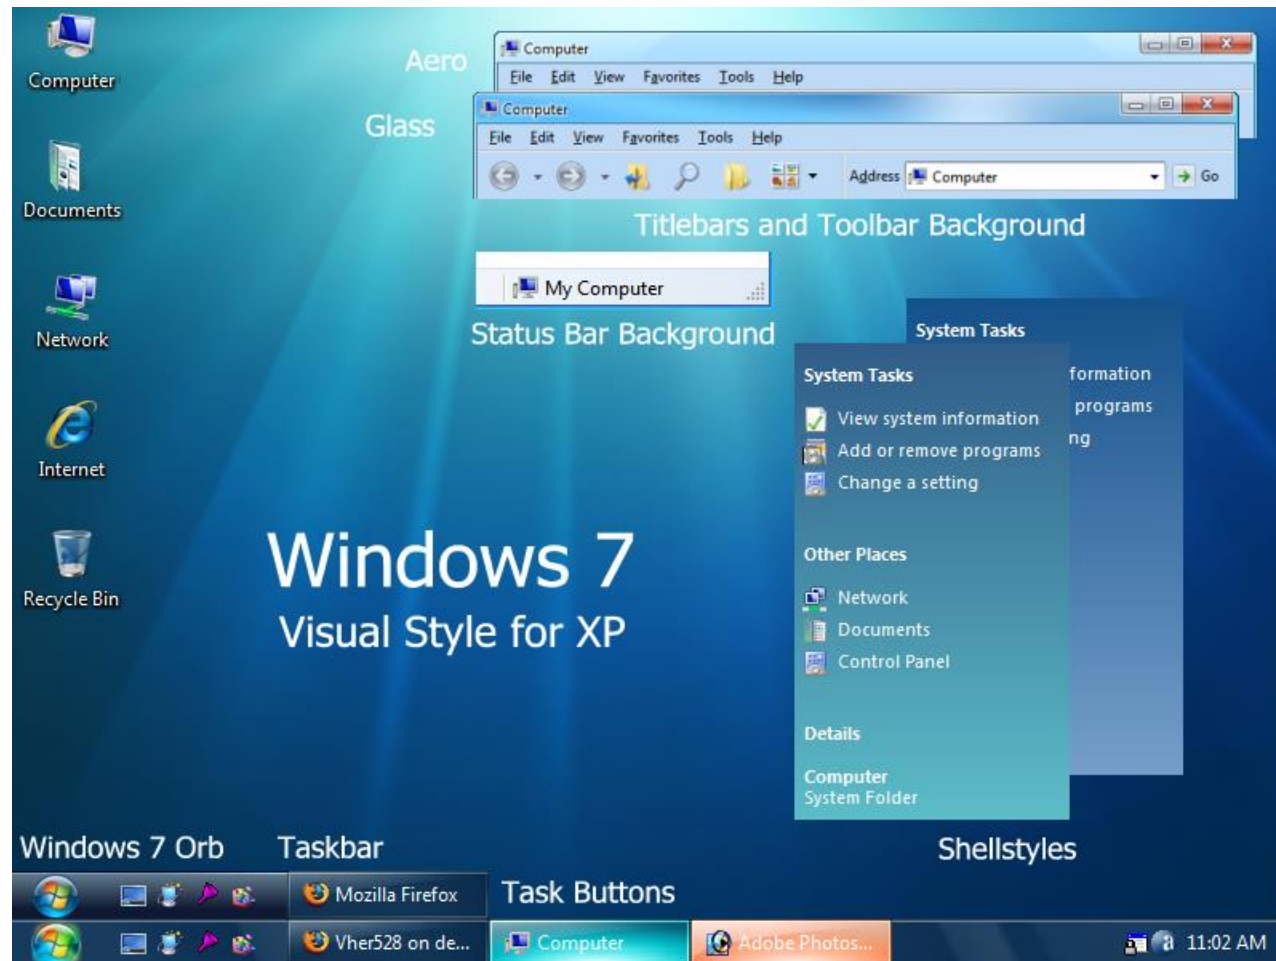 Computer
Documents
Network
Internet
Recycle Bin
Aero
Glass
Computer
File Edit View Favorites Tools Help
Computer
File Edit View Favorites Tools Help
Address Computer Go
Titlebars and Toolbar Background
My Computer
Status Bar Background
System Tasks
formation
programs
ng
System Tasks
View system information
Add or remove programs
Change a setting
Other Places
Network
Documents
Control Panel
Details
Computer
System Folder
Shellstyles
Windows 7
Visual Style for XP
Windows 7 Orb Taskbar
Mozilla Firefox
Task Buttons
Vher528 on de... Computer Adobe Photos... 11:02 AM